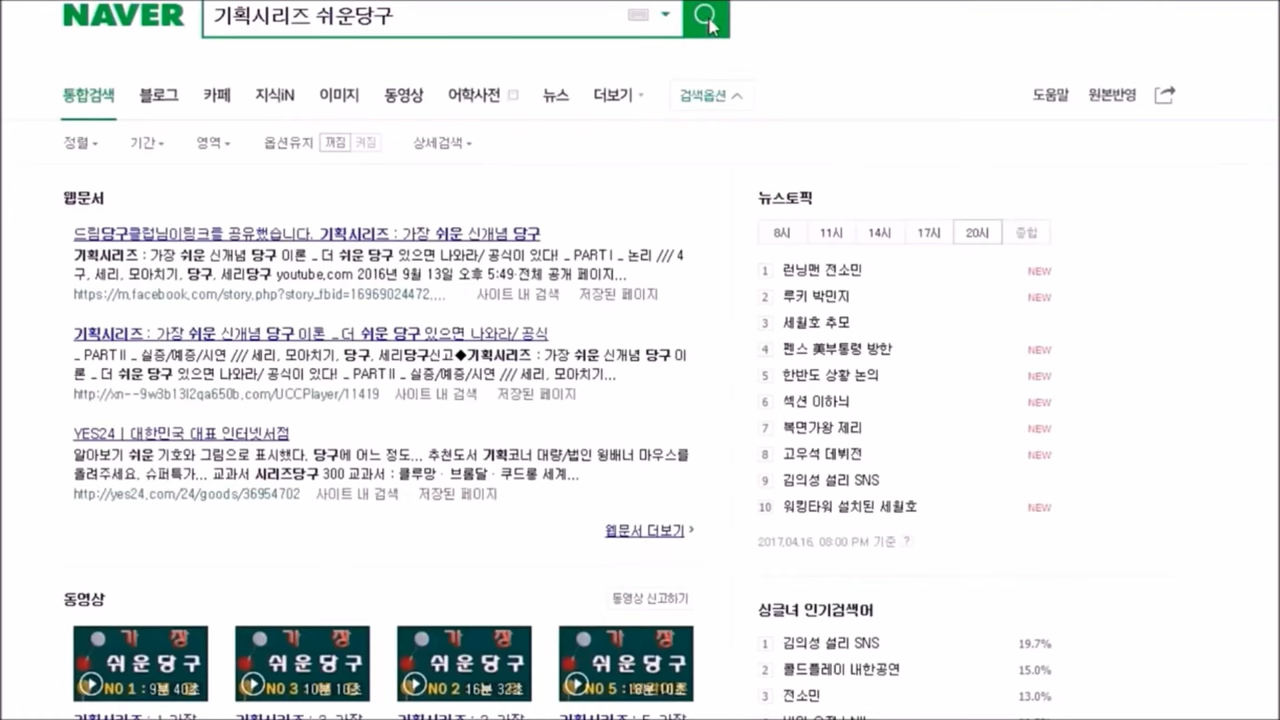 NAVER
기획시리즈 쉬운당구
통합검색 블로그 카페 지식iN 이미지 동영상 어학사전 뉴스 더보기 검색옵션 도움말 원본반영
정렬 기간 영역 옵션유지 꺼짐 켜짐 상세검색
웹문서
드림당구클럽님이링크를 공유했습니다. 기획시리즈 : 가장 쉬운 신개념 당구
기획시리즈 : 가장 쉬운 신개념 당구 이론 _ 더 쉬운 당구 있으면 나와라/ 공식이 있다! _ PART I _ 논리 /// 4
구, 세리, 모아치기, 당구, 세리당구 youtube.com 2016년 9월 13일 오후 5:49·전체 공개 페이지...
https://m.facebook.com/story.php?story_fbid=16969024472.... 사이트 내 검색 저장된 페이지
기획시리즈 : 가장 쉬운 신개념 당구 이론 _ 더 쉬운 당구 있으면 나와라/ 공식
_ PART II _ 실증/예증/시연 /// 세리, 모아치기, 당구, 세리당구신고◆기획시리즈 : 가장 쉬운 신개념 당구 이
론 _ 더 쉬운 당구 있으면 나와라/ 공식이 있다! _ PART II _ 실증/예증/시연 /// 세리, 모아치기...
http://xn--9w3b13l2qa650b.com/UCCPlayer/11419 사이트 내 검색 저장된 페이지
YES24 | 대한민국 대표 인터넷서점
알아보기 쉬운 기호와 그림으로 표시했다. 당구에 어느 정도... 추천도서 기획코너 대량/법인 윙배너 마우스를
올려주세요. 슈퍼특가... 교과서 시리즈당구 300 교과서 : 클루망 · 브롬달 · 쿠드롱 세계...
http://yes24.com/24/goods/36954702 사이트 내 검색 저장된 페이지
웹문서 더보기 >
동영상 동영상 신고하기
가 장 가 장 가 장 가 장
쉬운당구 쉬운당구 쉬운당구 쉬운당구
NO 1 : 9분 40초 NO 3 10분 10초 NO 2 16분 NO 5 :
뉴스토픽
8시 11시 14시 17시 20시 종합
1 런닝맨 전소민 NEW
2 루키 박민지 NEW
3 세월호 추모
4 펜스 美부통령 방한 NEW
5 한반도 상황 논의 NEW
6 섹션 이하늬 NEW
7 복면가왕 제리 NEW
8 고우석 데뷔전 NEW
9 김의성 설리 SNS
10 워킹타워 설치된 세월호 NEW
2017.04.16. 08:00 PM 기준 ?
싱글녀 인기검색어
1 김의성 설리 SNS 19.7%
2 콜드플레이 내한공연 15.0%
3 전소민 13.0%